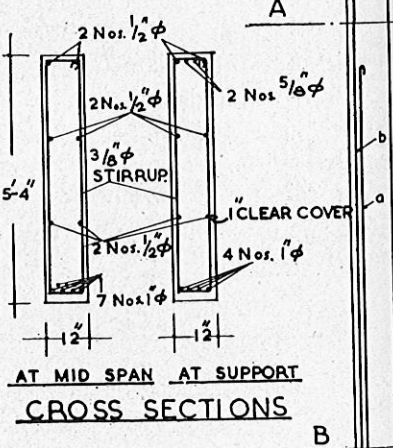 A
2 Nos. 1/2"ϕ
2 Nos 5/8"ϕ
2 Nos. 1/2"ϕ
b
3/8"ϕ
STIRRUP.
5'-4"
a
1" CLEAR COVER
2 Nos. 1/2"ϕ
4 Nos. 1"ϕ
7 Nos. 1"ϕ
12" 12"
AT MID SPAN AT SUPPORT
CROSS SECTIONS
B